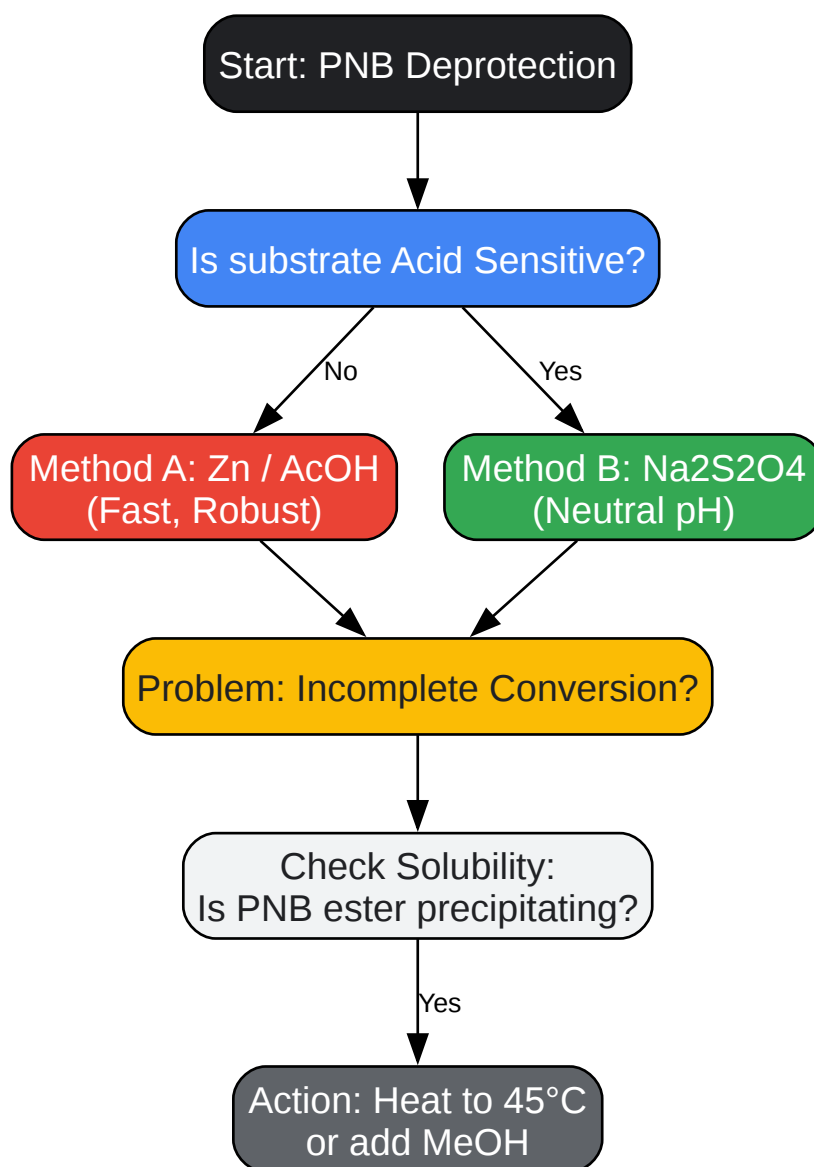 Start: PNB Deprotection
Is substrate Acid Sensitive?
No
Yes
Method A: Zn / AcOH
(Fast, Robust)
Method B: Na2S2O4
(Neutral pH)
Problem: Incomplete Conversion?
Check Solubility:
Is PNB ester precipitating?
Yes
Action: Heat to 45°C
or add MeOH